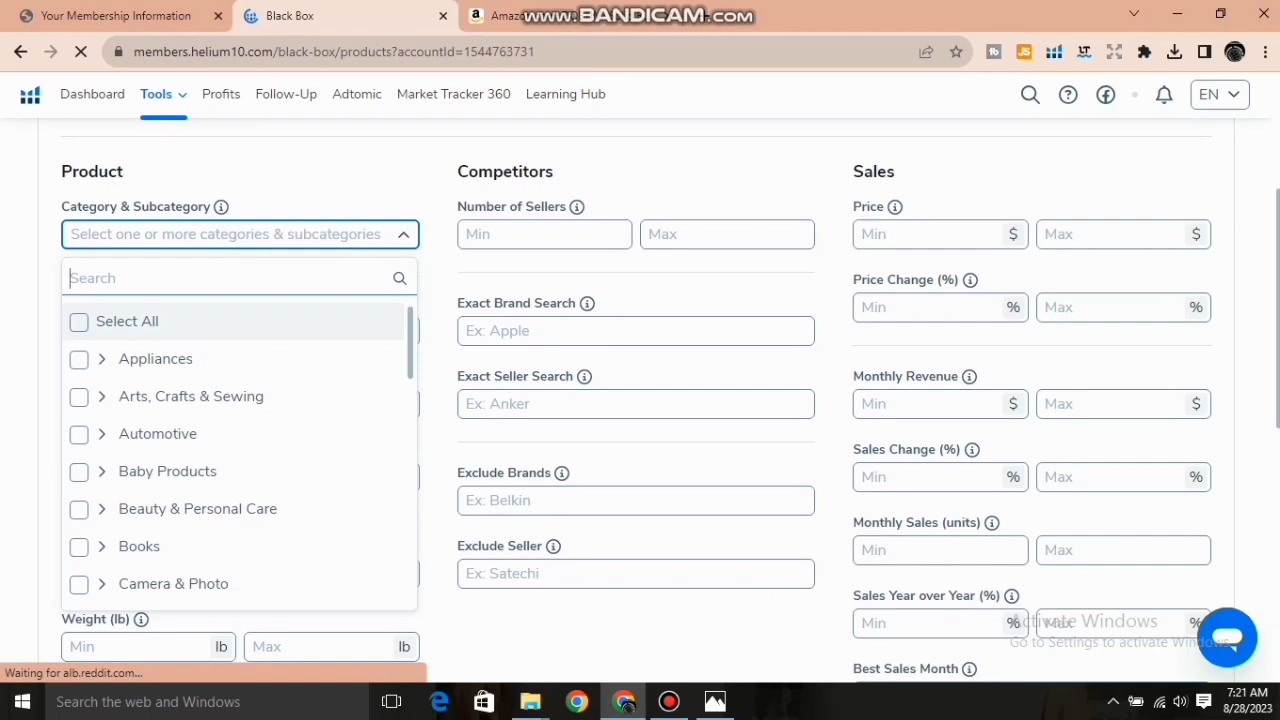 Your Membership Information
Black Box
Amaz
WWW.BANDICAM.COM
members.helium10.com/black-box/products?accountId=1544763731
Dashboard
Tools
Profits
Follow-Up
Adtomic
Market Tracker 360
Learning Hub
EN
Product
Competitors
Sales
Category & Subcategory
Number of Sellers
Price
Select one or more categories & subcategories
Min
Max
Min $
Max $
Search
Price Change (%)
Exact Brand Search
Min %
Max %
Select All
Ex: Apple
Appliances
Exact Seller Search
Monthly Revenue
Arts, Crafts & Sewing
Ex: Anker
Min $
Max $
Automotive
Sales Change (%)
Baby Products
Exclude Brands
Min %
Max %
Beauty & Personal Care
Ex: Belkin
Monthly Sales (units)
Books
Exclude Seller
Min
Max
Camera & Photo
Ex: Satechi
Sales Year over Year (%)
Weight (lb)
Min %
Max %
Activate Windows
Go to Settings to activate Windows.
Min lb
Max lb
Best Sales Month
Waiting for alb.reddit.com...
Search the web and Windows
7:21 AM
8/28/2023